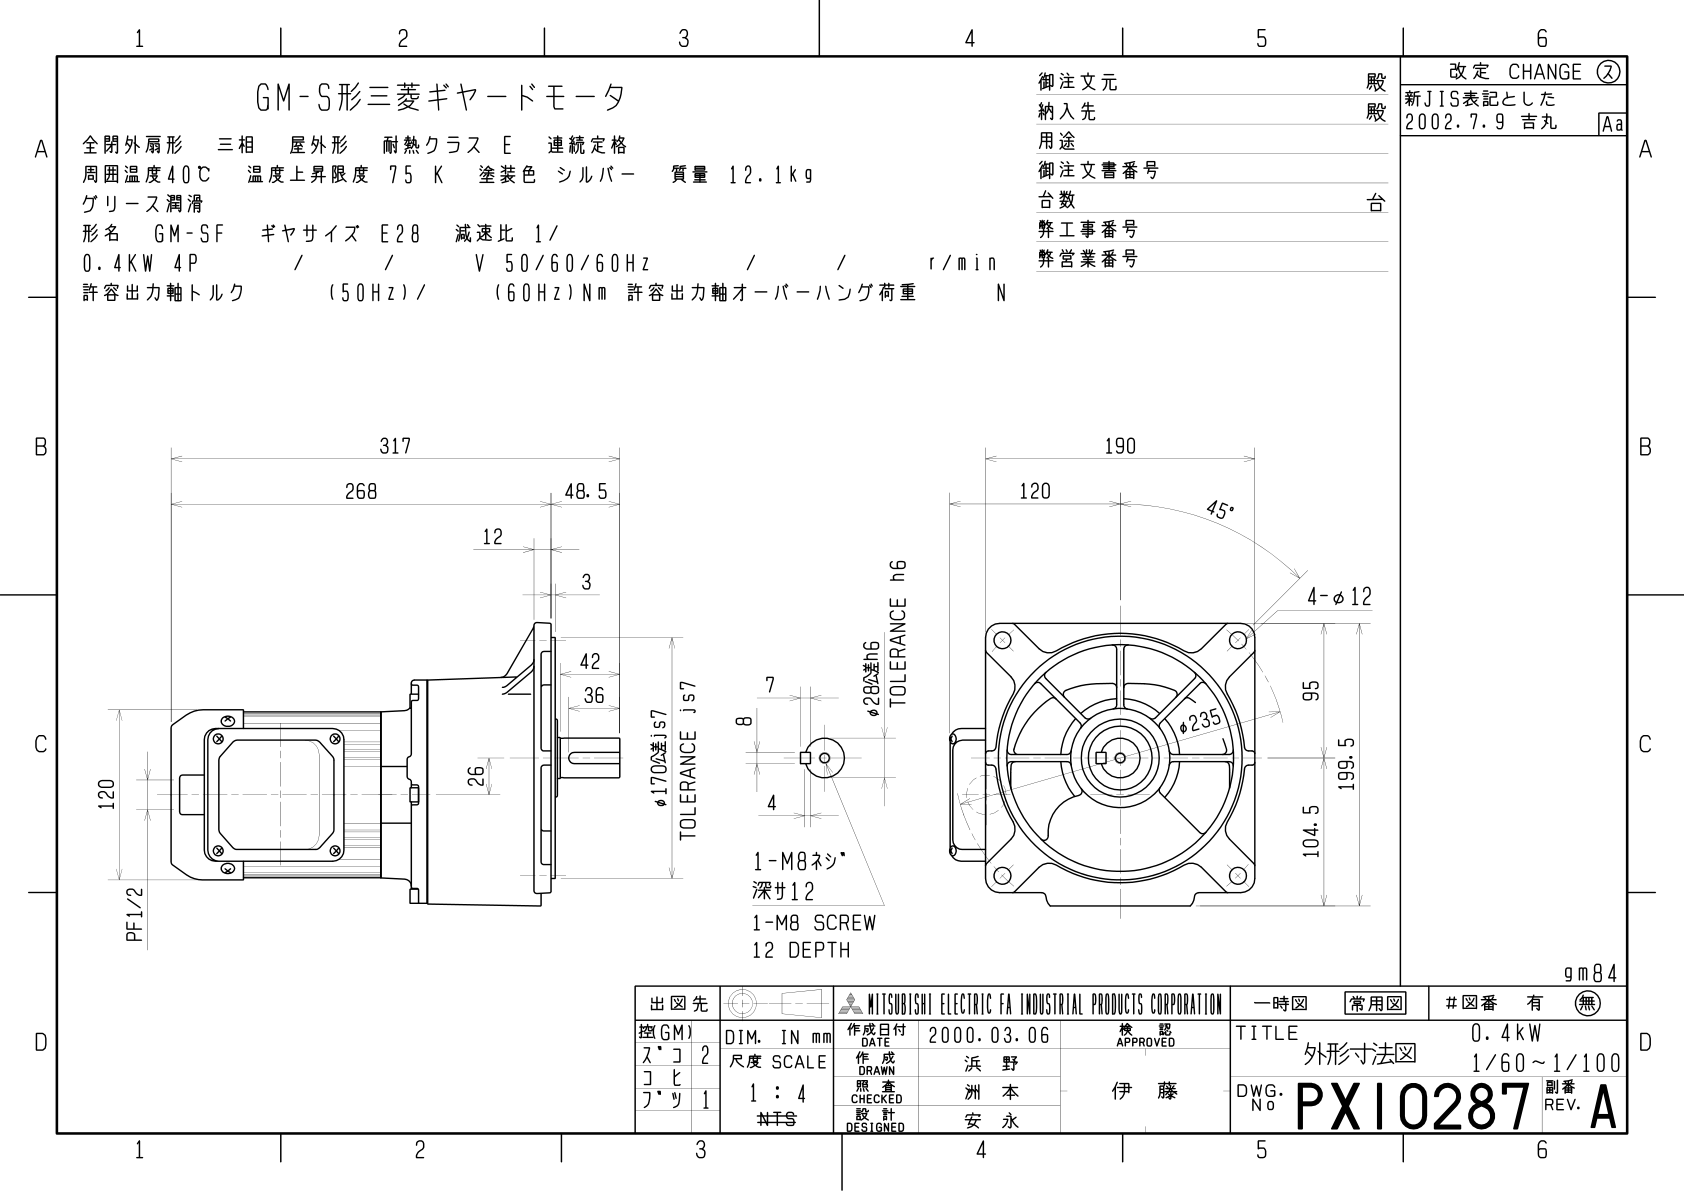 1 2 3 4 5 6
A
B
C
D
GM-S形三菱ギヤードモータ
全閉外扇形 三相 屋外形 耐熱クラス E 連続定格
周囲温度40℃ 温度上昇限度 75 K 塗装色 シルバー 質量 12.1kg
グリース潤滑
形名 GM-SF ギヤサイズ E28 減速比 1/
0.4KW 4P / / V 50/60/60Hz / / r/min
許容出力軸トルク (50Hz)/ (60Hz)Nm 許容出力軸オーバーハング荷重 N
御注文元 殿
納入先 殿
用途
御注文書番号
台数 台
弊工事番号
弊営業番号
改定 CHANGE ス
新JIS表記とした
2002.7.9 吉丸 Aa
A
B
C
D
317
268
48.5
12
3
42
36
26
120
PF1/2
φ170公差js7
TOLERANCE js7
7
8
4
φ28公差h6
TOLERANCE h6
1-M8ネジ
深サ12
1-M8 SCREW
12 DEPTH
190
120
45°
4-φ12
φ235
95
104.5
199.5
gm84
出図先
控(GM)
ズコ 2
コヒ
ブツ 1
DIM. IN mm
尺度 SCALE
1 : 4
NTS
MITSUBISHI ELECTRIC FA INDUSTRIAL PRODUCTS CORPORATION
作成日付
DATE
2000.03.06
検 認
APPROVED
作 成
DRAWN
浜 野
照 査
CHECKED
洲 本
伊 藤
設 計
DESIGNED
安 永
一時図 常用図 #図番 有 無
TITLE
外形寸法図
0.4kW
1/60~1/100
DWG.
No
PX10287
副番
REV.
A
1 2 3 4 5 6